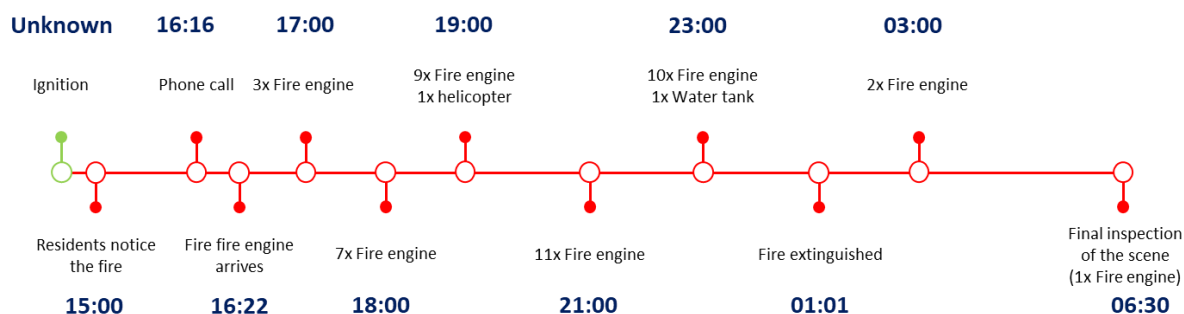 Unknown
16:16
17:00
19:00
23:00
03:00
Ignition
Phone call
3x Fire engine
9x Fire engine
1x helicopter
10x Fire engine
1x Water tank
2x Fire engine
Residents notice
the fire
Fire fire engine
arrives
7x Fire engine
11x Fire engine
Fire extinguished
Final inspection
of the scene
(1x Fire engine)
15:00
16:22
18:00
21:00
01:01
06:30